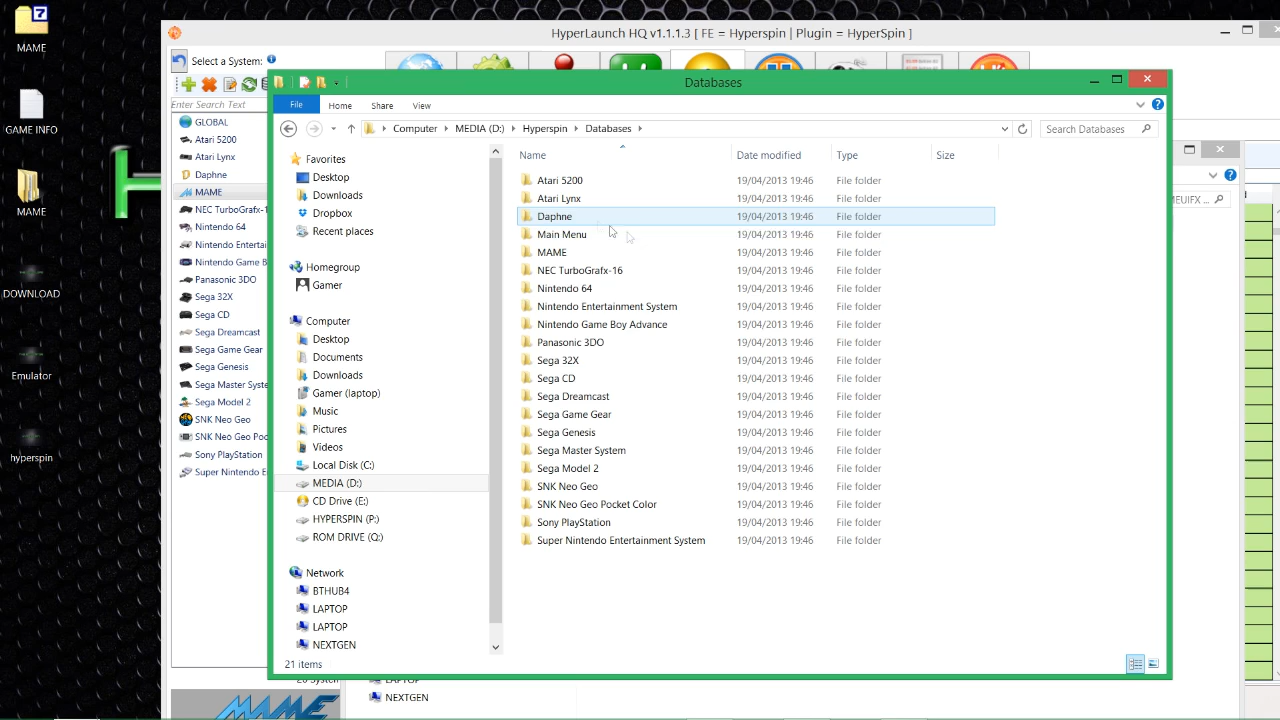 MAME
GAME INFO
MAME
DOWNLOAD
Emulator
hyperspin
HyperLaunch HQ v1.1.1.3 [ FE = Hyperspin | Plugin = HyperSpin ]
Select a System:
Enter Search Text
GLOBAL
Atari 5200
Atari Lynx
Daphne
MAME
NEC TurboGrafx-1
Nintendo 64
Nintendo Enterta
Nintendo Game B
Panasonic 3DO
Sega 32X
Sega CD
Sega Dreamcast
Sega Game Gear
Sega Genesis
Sega Master Syste
Sega Model 2
SNK Neo Geo
SNK Neo Geo Poc
Sony PlayStation
Super Nintendo E
MAME
Databases
File Home Share View
Computer MEDIA (D:) Hyperspin Databases
Search Databases
Favorites
Desktop
Downloads
Dropbox
Recent places
Homegroup
Gamer
Computer
Desktop
Documents
Downloads
Gamer (laptop)
Music
Pictures
Videos
Local Disk (C:)
MEDIA (D:)
CD Drive (E:)
HYPERSPIN (P:)
ROM DRIVE (Q:)
Network
BTHUB4
LAPTOP
LAPTOP
NEXTGEN
Name Date modified Type Size
Atari 5200 19/04/2013 19:46 File folder
Atari Lynx 19/04/2013 19:46 File folder
Daphne 19/04/2013 19:46 File folder
Main Menu 19/04/2013 19:46 File folder
MAME 19/04/2013 19:46 File folder
NEC TurboGrafx-16 19/04/2013 19:46 File folder
Nintendo 64 19/04/2013 19:46 File folder
Nintendo Entertainment System 19/04/2013 19:46 File folder
Nintendo Game Boy Advance 19/04/2013 19:46 File folder
Panasonic 3DO 19/04/2013 19:46 File folder
Sega 32X 19/04/2013 19:46 File folder
Sega CD 19/04/2013 19:46 File folder
Sega Dreamcast 19/04/2013 19:46 File folder
Sega Game Gear 19/04/2013 19:46 File folder
Sega Genesis 19/04/2013 19:46 File folder
Sega Master System 19/04/2013 19:46 File folder
Sega Model 2 19/04/2013 19:46 File folder
SNK Neo Geo 19/04/2013 19:46 File folder
SNK Neo Geo Pocket Color 19/04/2013 19:46 File folder
Sony PlayStation 19/04/2013 19:46 File folder
Super Nintendo Entertainment System 19/04/2013 19:46 File folder
21 items
NEXTGEN